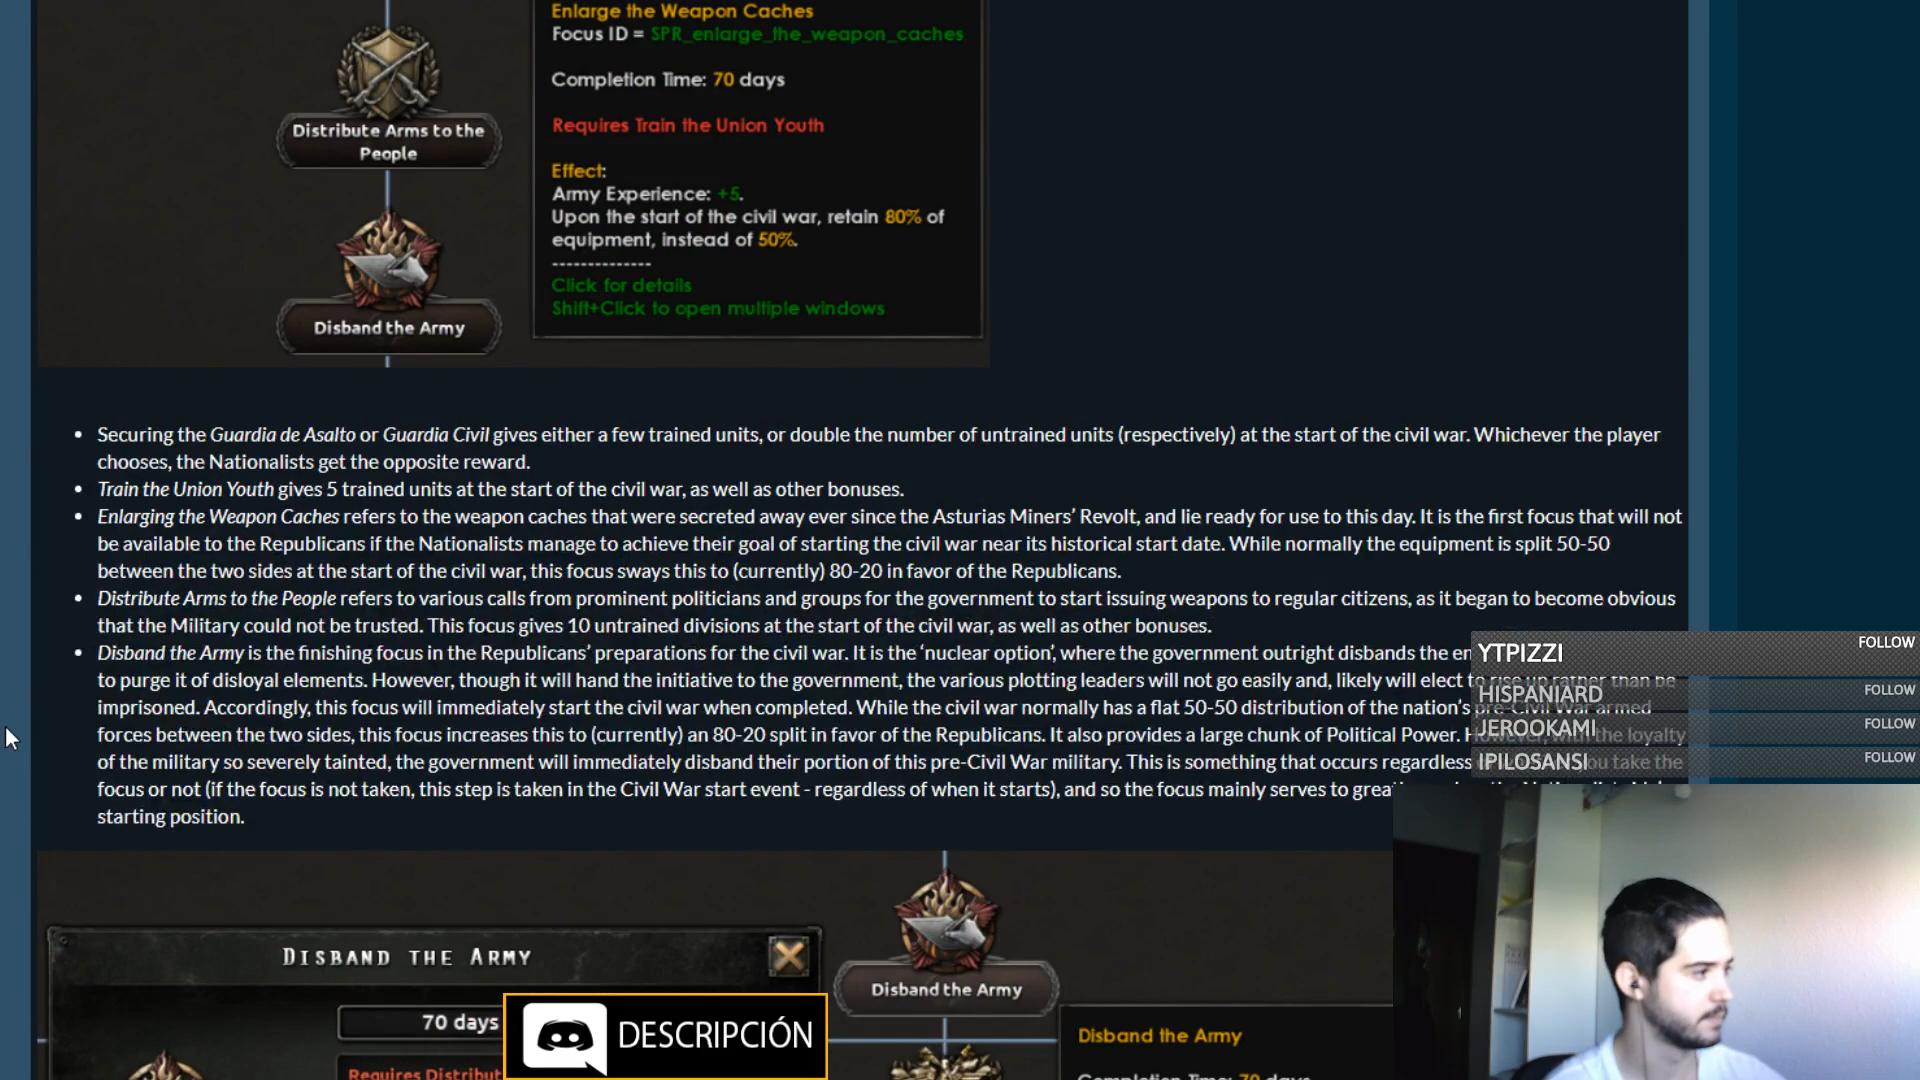 Enlarge the Weapon Caches
Focus ID = SPR_enlarge_the_weapon_caches
Completion Time: 70 days
Requires Train the Union Youth
Effect:
Army Experience: +5.
Upon the start of the civil war, retain 80% of
equipment, instead of 50%.
--------------
Click for details
Shift+Click to open multiple windows
Distribute Arms to the
People
Disband the Army
• Securing the Guardia de Asalto or Guardia Civil gives either a few trained units, or double the number of untrained units (respectively) at the start of the civil war. Whichever the player
chooses, the Nationalists get the opposite reward.
• Train the Union Youth gives 5 trained units at the start of the civil war, as well as other bonuses.
• Enlarging the Weapon Caches refers to the weapon caches that were secreted away ever since the Asturias Miners' Revolt, and lie ready for use to this day. It is the first focus that will not
be available to the Republicans if the Nationalists manage to achieve their goal of starting the civil war near its historical start date. While normally the equipment is split 50-50
between the two sides at the start of the civil war, this focus sways this to (currently) 80-20 in favor of the Republicans.
• Distribute Arms to the People refers to various calls from prominent politicians and groups for the government to start issuing weapons to regular citizens, as it began to become obvious
that the Military could not be trusted. This focus gives 10 untrained divisions at the start of the civil war, as well as other bonuses.
• Disband the Army is the finishing focus in the Republicans' preparations for the civil war. It is the 'nuclear option', where the government outright disbands the
to purge it of disloyal elements. However, though it will hand the initiative to the government, the various plotting leaders will not go easily and, likely will elect to rise up rather than be
imprisoned. Accordingly, this focus will immediately start the civil war when completed. While the civil war normally has a flat 50-50 distribution of the nation's pre-Civil War armed
forces between the two sides, this focus increases this to (currently) an 80-20 split in favor of the Republicans. It also provides a large chunk of Political Power. the loyalty
of the military so severely tainted, the government will immediately disband their portion of this pre-Civil War military. This is something that occurs regardless you take the
focus or not (if the focus is not taken, this step is taken in the Civil War start event - regardless of when it starts), and so the focus mainly serves to
starting position.
YTPIZZI FOLLOW
HISPANIARD FOLLOW
JEROOKAMI FOLLOW
IPILOSANSI FOLLOW
DISBAND THE ARMY
70 days
Requires
DESCRIPCIÓN
Disband the Army
Disband the Army
Completion Time: 70 days